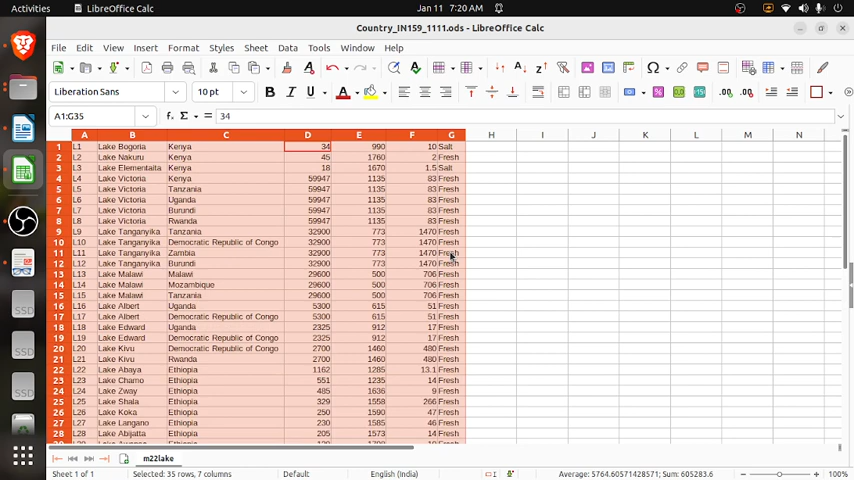 Activities LibreOffice Calc Jan 11 7:20 AM
Country_IN159_1111.ods - LibreOffice Calc
File Edit View Insert Format Styles Sheet Data Tools Window Help
Liberation Sans 10 pt
A1:G35 34
A B C D E F G H I J K L M N
1 L1 Lake Bogoria Kenya 34 990 10 Salt
2 L2 Lake Nakuru Kenya 45 1760 2 Fresh
3 L3 Lake Elementaita Kenya 18 1670 1.5 Salt
4 L4 Lake Victoria Kenya 59947 1135 83 Fresh
5 L5 Lake Victoria Tanzania 59947 1135 83 Fresh
6 L6 Lake Victoria Uganda 59947 1135 83 Fresh
7 L7 Lake Victoria Burundi 59947 1135 83 Fresh
8 L8 Lake Victoria Rwanda 59947 1135 83 Fresh
9 L9 Lake Tanganyika Tanzania 32900 773 1470 Fresh
10 L10 Lake Tanganyika Democratic Republic of Congo 32900 773 1470 Fresh
11 L11 Lake Tanganyika Zambia 32900 773 1470 Fresh
12 L12 Lake Tanganyika Burundi 32900 773 1470 Fresh
13 L13 Lake Malawi Malawi 29600 500 706 Fresh
14 L14 Lake Malawi Mozambique 29600 500 706 Fresh
15 L15 Lake Malawi Tanzania 29600 500 706 Fresh
16 L16 Lake Albert Uganda 5300 615 51 Fresh
17 L17 Lake Albert Democratic Republic of Congo 5300 615 51 Fresh
18 L18 Lake Edward Uganda 2325 912 17 Fresh
19 L19 Lake Edward Democratic Republic of Congo 2325 912 17 Fresh
20 L20 Lake Kivu Democratic Republic of Congo 2700 1460 480 Fresh
21 L21 Lake Kivu Rwanda 2700 1460 480 Fresh
22 L22 Lake Abaya Ethiopia 1162 1285 13.1 Fresh
23 L23 Lake Chamo Ethiopia 551 1235 14 Fresh
24 L24 Lake Zway Ethiopia 485 1636 9 Fresh
25 L25 Lake Shala Ethiopia 329 1558 266 Fresh
26 L26 Lake Koka Ethiopia 250 1590 47 Fresh
27 L27 Lake Langano Ethiopia 230 1585 46 Fresh
28 L28 Lake Abijatta Ethiopia 205 1573 14 Fresh
m22lake
Sheet 1 of 1 Selected: 35 rows, 7 columns Default English (India) Average: 5764.60571428571; Sum: 605283.6 100%